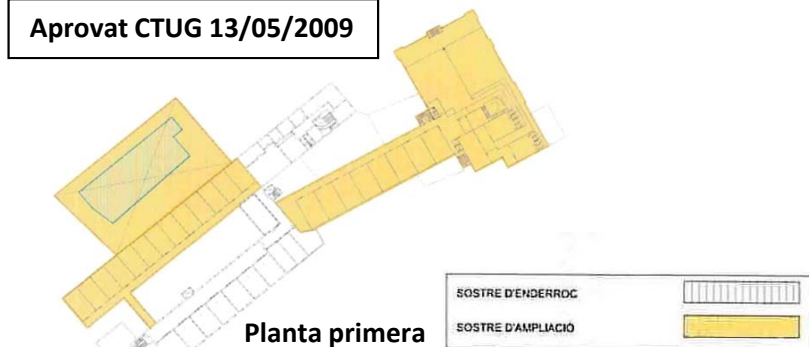 Aprovat CTUG 13/05/2009
SOSTRE D'ENDERROC
SOSTRE D'AMPLIACIÓ
Planta primera